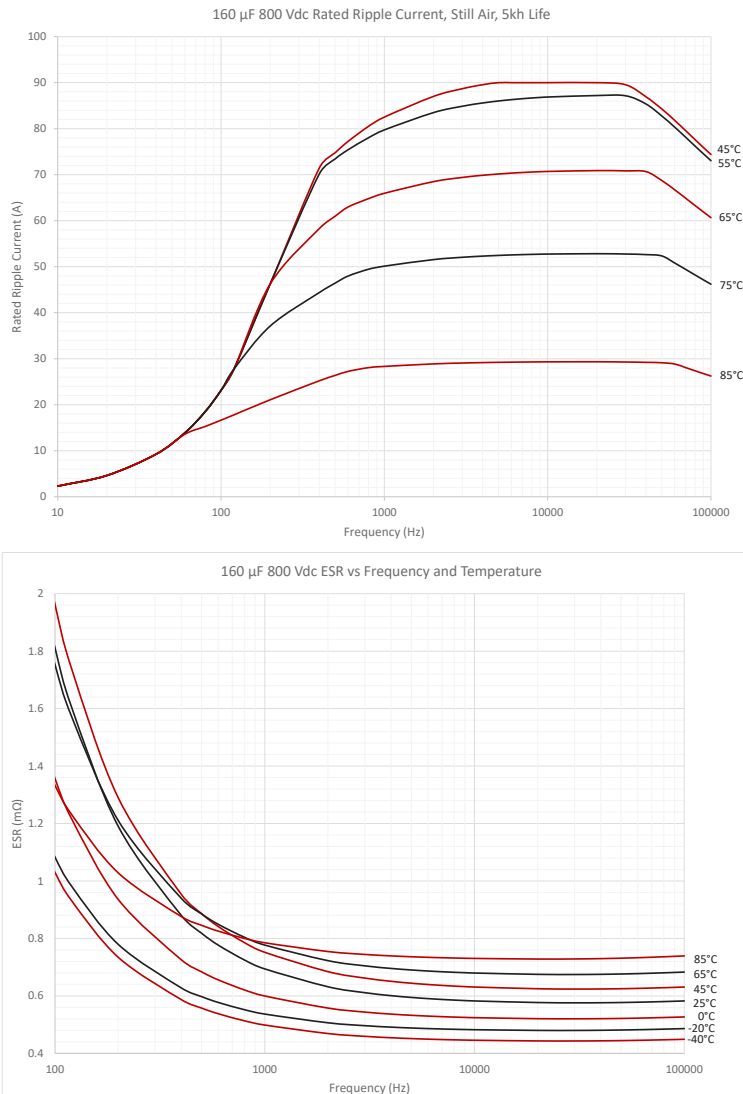 160 µF 800 Vdc Rated Ripple Current, Still Air, 5kh Life
100
90
80
70
60
50
40
30
20
10
0
Rated Ripple Current (A)
45°C
55°C
65°C
75°C
85°C
10 100 1000 10000 100000
Frequency (Hz)
160 µF 800 Vdc ESR vs Frequency and Temperature
2
1.8
1.6
1.4
1.2
1
0.8
0.6
0.4
ESR (mΩ)
85°C
65°C
45°C
25°C
0°C
-20°C
-40°C
100 1000 10000 100000
Frequency (Hz)